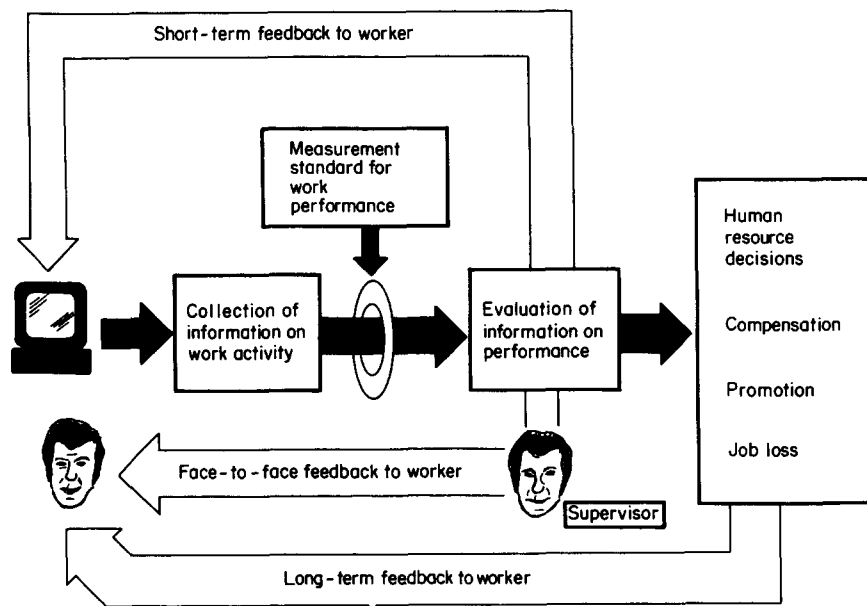 Short-term feedback to worker
Measurement
standard for
work
performance
Human
resource
decisions
Collection of
information on
work activity
Evaluation of
information on
performance
Compensation
Promotion
Job loss
Face-to-face feedback to worker
Supervisor
Long-term feedback to worker